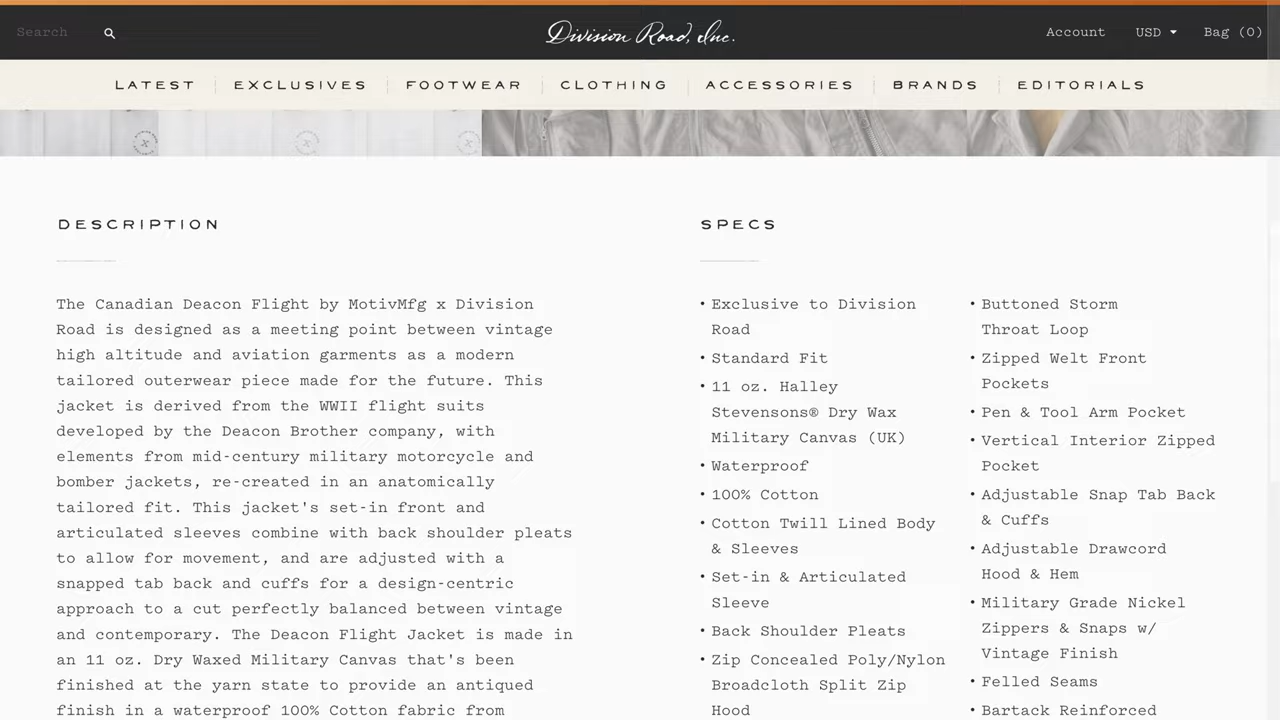 Search
Division Road, Inc.
Account
USD
Bag (0)
LATEST
EXCLUSIVES
FOOTWEAR
CLOTHING
ACCESSORIES
BRANDS
EDITORIALS
DESCRIPTION
The Canadian Deacon Flight by MotivMfg x Division
Road is designed as a meeting point between vintage
high altitude and aviation garments as a modern
tailored outerwear piece made for the future. This
jacket is derived from the WWII flight suits
developed by the Deacon Brother company, with
elements from mid-century military motorcycle and
bomber jackets, re-created in an anatomically
tailored fit. This jacket's set-in front and
articulated sleeves combine with back shoulder pleats
to allow for movement, and are adjusted with a
snapped tab back and cuffs for a design-centric
approach to a cut perfectly balanced between vintage
and contemporary. The Deacon Flight Jacket is made in
an 11 oz. Dry Waxed Military Canvas that's been
finished at the yarn state to provide an antiqued
finish in a waterproof 100% Cotton fabric from
SPECS
• Exclusive to Division
Road
• Standard Fit
• 11 oz. Halley
Stevensons® Dry Wax
Military Canvas (UK)
• Waterproof
• 100% Cotton
• Cotton Twill Lined Body
& Sleeves
• Set-in & Articulated
Sleeve
• Back Shoulder Pleats
• Zip Concealed Poly/Nylon
Broadcloth Split Zip
Hood
• Buttoned Storm
Throat Loop
• Zipped Welt Front
Pockets
• Pen & Tool Arm Pocket
• Vertical Interior Zipped
Pocket
• Adjustable Snap Tab Back
& Cuffs
• Adjustable Drawcord
Hood & Hem
• Military Grade Nickel
Zippers & Snaps w/
Vintage Finish
• Felled Seams
• Bartack Reinforced